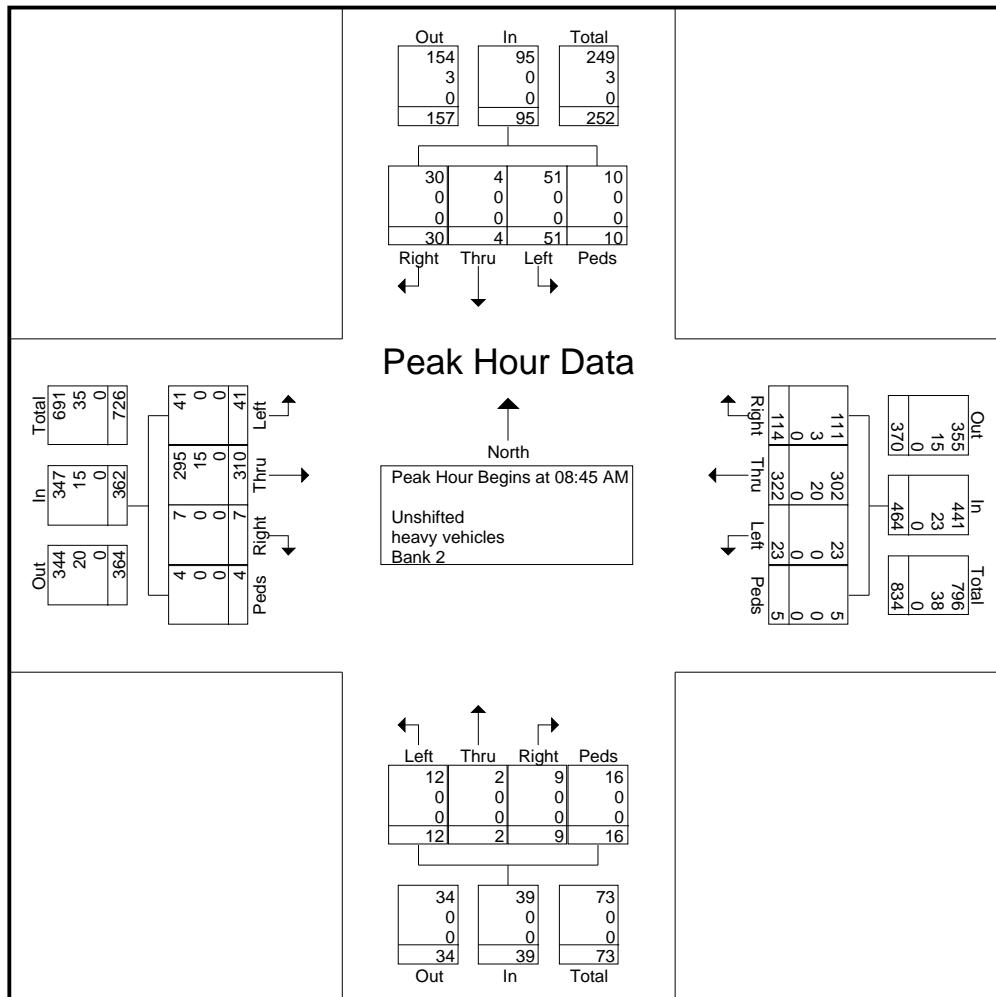 Out In Total
154 95 249
3 0 3
0 0 0
157 95 252
30 4 51 10
0 0 0 0
0 0 0 0
30 4 51 10
Right Thru Left Peds
Peak Hour Data
North
Peak Hour Begins at 08:45 AM
Unshifted
heavy vehicles
Bank 2
Out In Total
344 347 691
20 15 35
0 0 0
364 362 726
4 7 295 41
0 0 15 0
0 0 0 0
4 7 310 41
Peds Right Thru Left
Right Thru Left Peds
114 322 23 5
0 0 0 0
3 20 0 0
111 302 23 5
Out In Total
355 441 796
15 23 38
0 0 0
370 464 834
Left Thru Right Peds
12 2 9 16
0 0 0 0
0 0 0 0
12 2 9 16
34 39 73
0 0 0
0 0 0
34 39 73
Out In Total